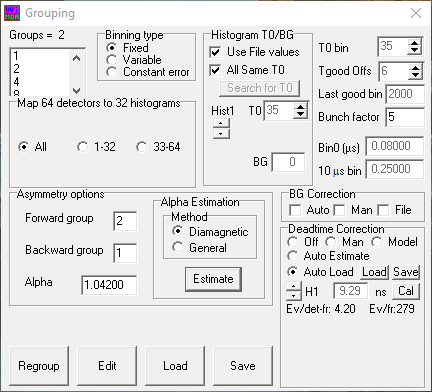 WiMDA
Grouping
Groups = 2
1
2
4
8
Binning type
Fixed
Variable
Constant error
Map 64 detectors to 32 histograms
All
1-32
33-64
Histogram T0/BG
Use File values
All Same T0
Search for T0
Hist1 T0 35
BG 0
T0 bin 35
Tgood Offs 6
Last good bin 2000
Bunch factor 5
Bin0 (µs) 0.08000
10 µs bin 0.25000
Asymmetry options
Forward group 2
Backward group 1
Alpha 1.04200
Alpha Estimation
Method
Diamagnetic
General
Estimate
BG Correction
Auto Man File
Deadtime Correction
Off Man Model
Auto Estimate
Auto Load Load Save
H1 9.29 ns Cal
Ev/det-fr: 4.20 Ev/fr:279
Regroup Edit Load Save